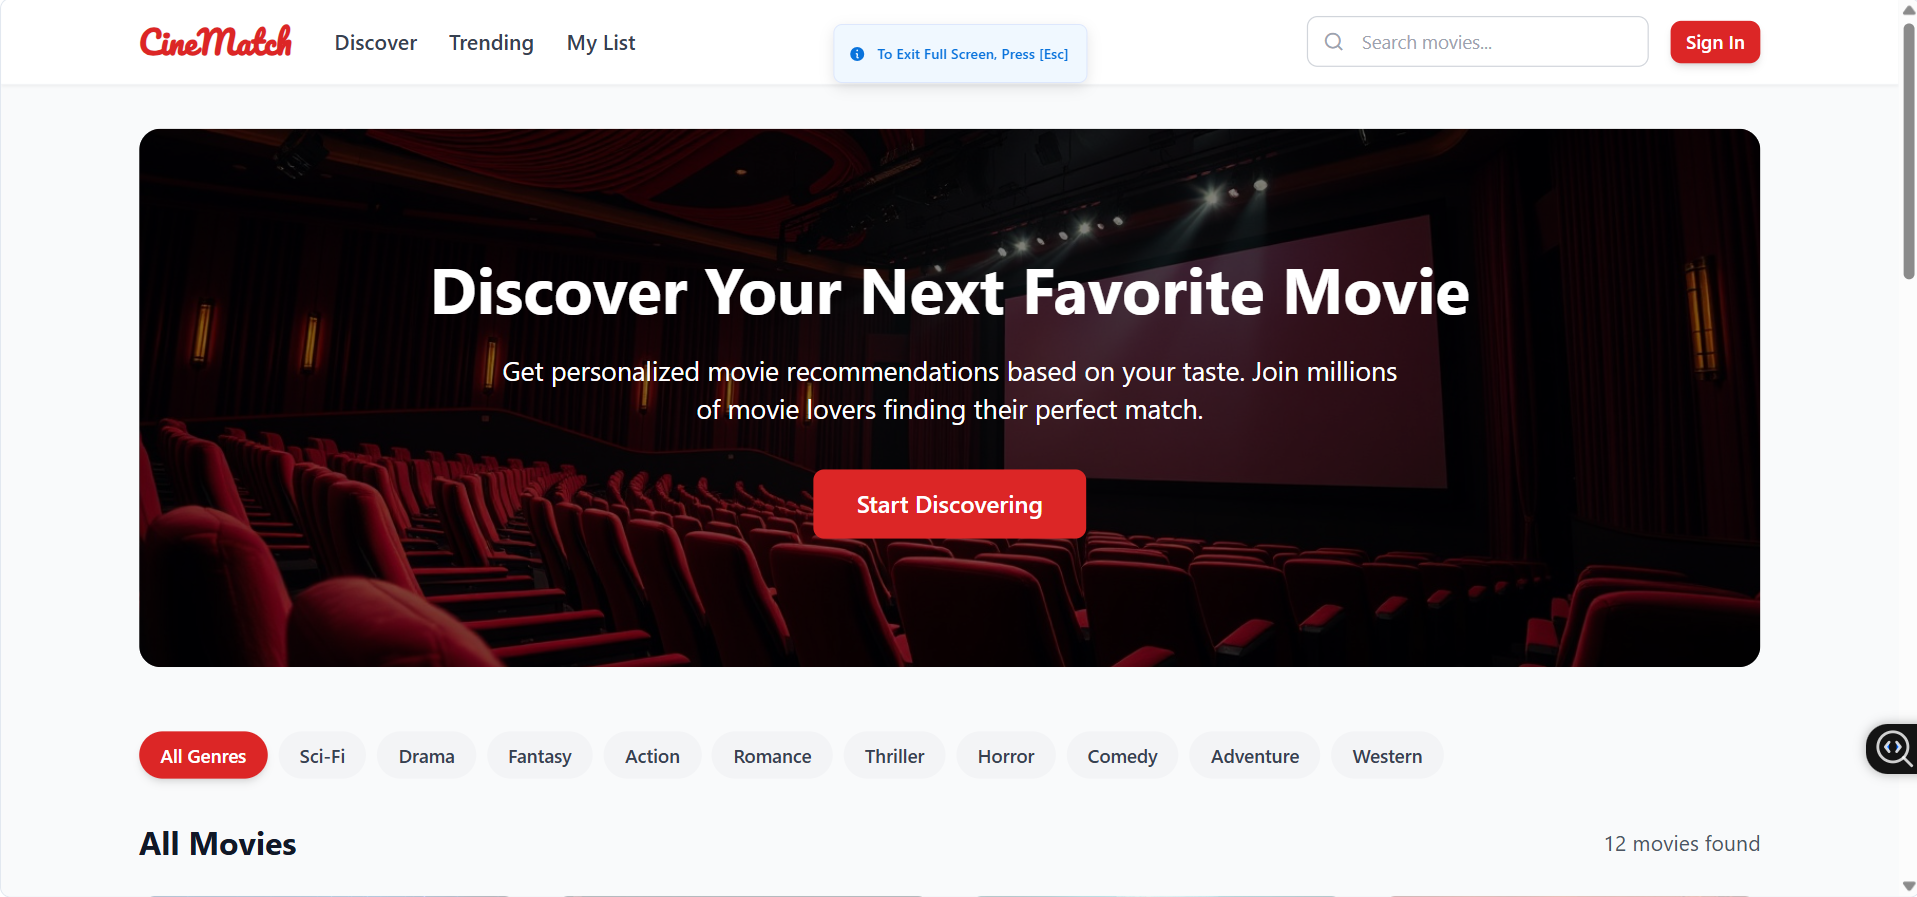 CineMatch
Discover
Trending
My List
To Exit Full Screen, Press [Esc]
Search movies...
Sign In
Discover Your Next Favorite Movie
Get personalized movie recommendations based on your taste. Join millions
of movie lovers finding their perfect match.
Start Discovering
All Genres
Sci-Fi
Drama
Fantasy
Action
Romance
Thriller
Horror
Comedy
Adventure
Western
All Movies
12 movies found